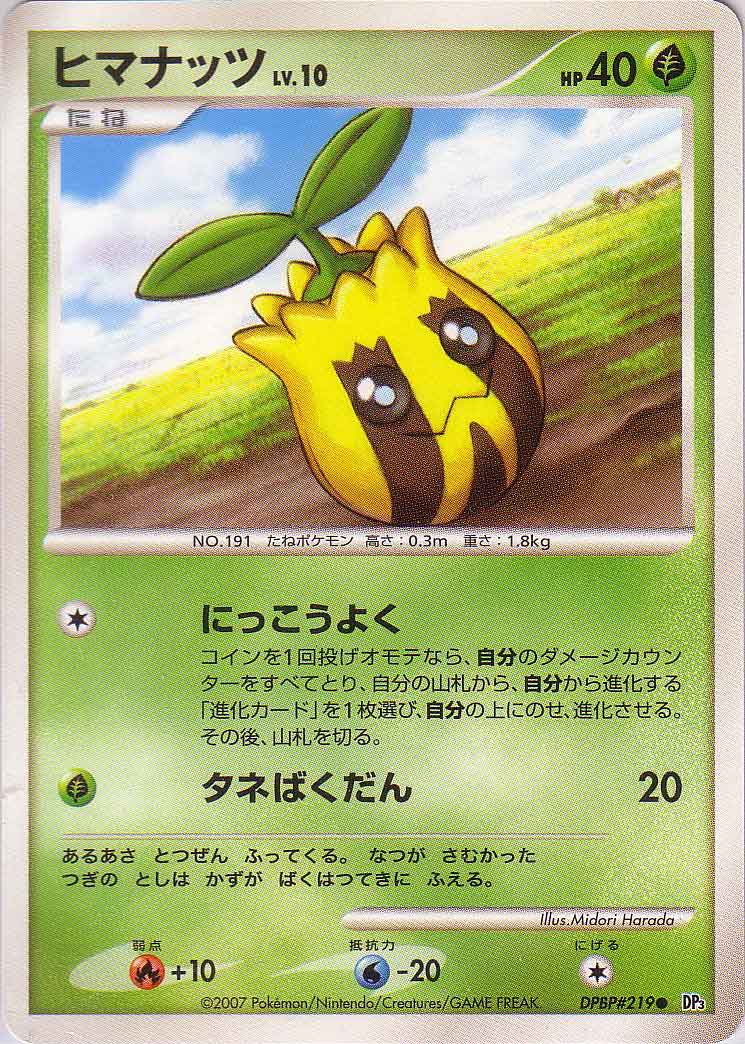 ヒマナッツ LV.10 HP40
たね
NO.191 たねポケモン 高さ:0.3m 重さ:1.8kg
にっこうよく
コインを1回投げオモテなら、自分のダメージカウン
ターをすべてとり、自分の山札から、自分から進化する
「進化カード」を1枚選び、自分の上にのせ、進化させる。
その後、山札を切る。
タネばくだん 20
あるあさ とつぜん ふってくる。 なつが さむかった
つぎの としは かずが ばくはつてきに ふえる。
Illus.Midori Harada
弱点 抵抗力 にげる
+10 -20
©2007 Pokémon/Nintendo/Creatures/GAME FREAK. DPBP#219● DP3